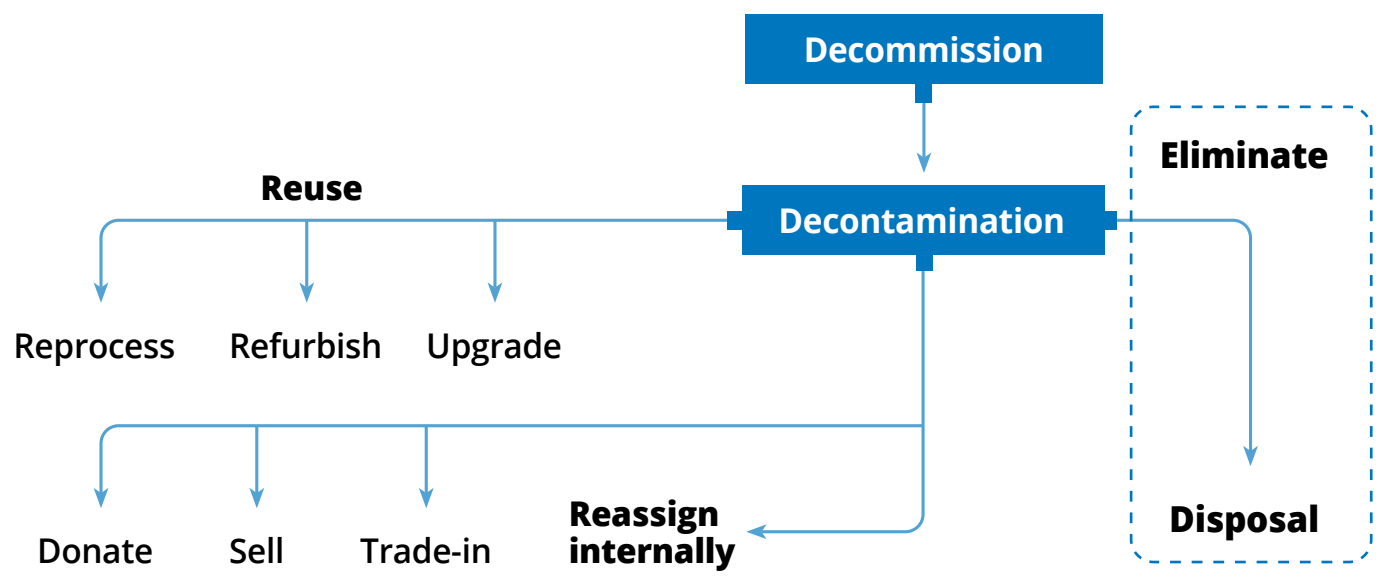 Decommission
Eliminate
Reuse
Decontamination
Reprocess
Refurbish
Upgrade
Donate
Sell
Trade-in
Reassign
internally
Disposal